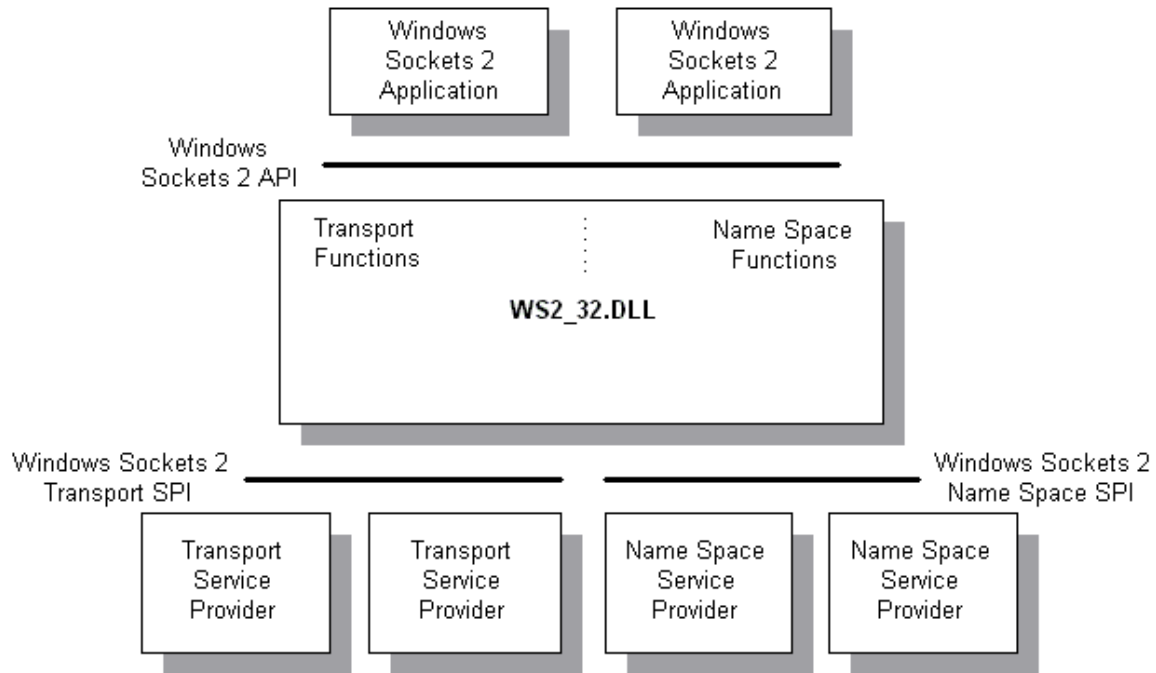 Windows
Sockets 2
Application
Windows
Sockets 2
Application
Windows
Sockets 2 API
Transport
Functions
Name Space
Functions
WS2_32.DLL
Windows Sockets 2
Transport SPI
Windows Sockets 2
Name Space SPI
Transport
Service
Provider
Transport
Service
Provider
Name Space
Service
Provider
Name Space
Service
Provider